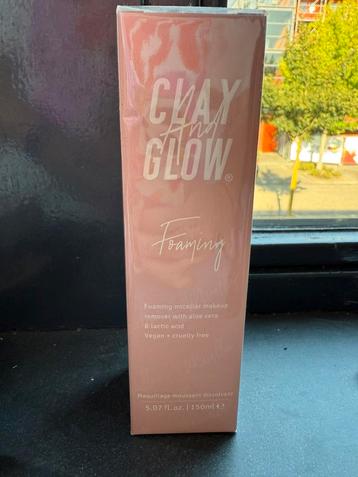 CLAY
And
GLOW®
Foaming
Foaming micellar makeup
remover with aloe vera
& lactic acid
Vegan + cruelty free
Maquillage moussant dissolvant
5.07 fl.oz. | 150ml ℮